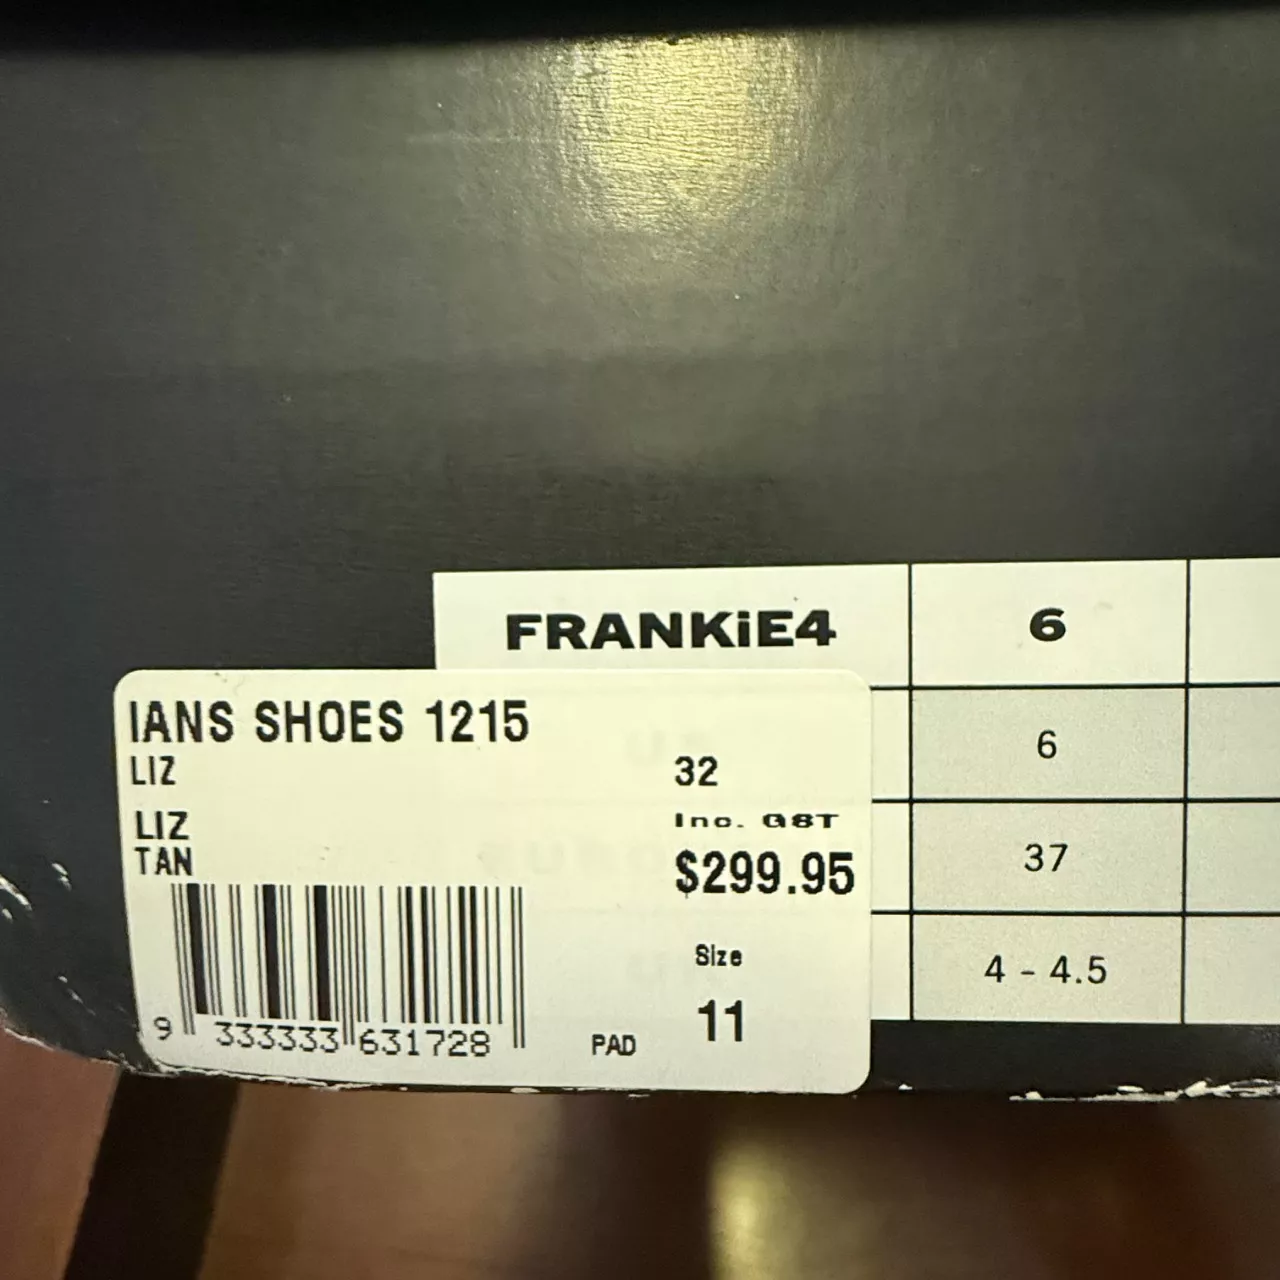 FRANKiE4 6
6
37
4 - 4.5
IANS SHOES 1215
LIZ 32
LIZ Inc. GST
TAN $299.95
Size
11
PAD
9 333333 631728